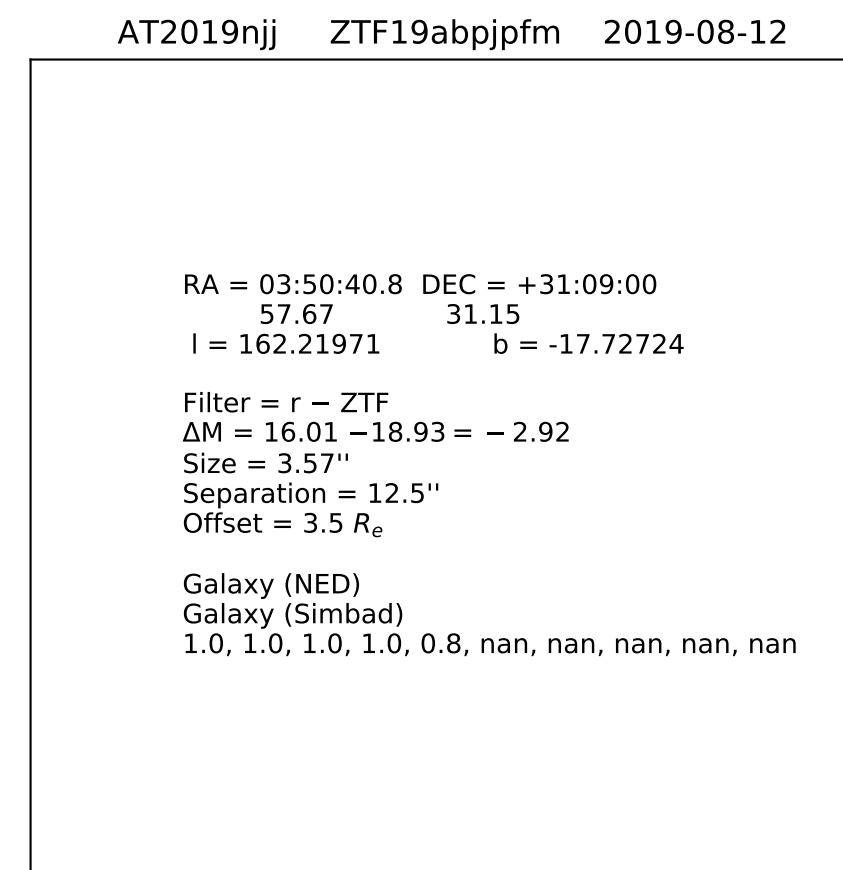 AT2019njj ZTF19abpjpfm 2019-08-12
RA = 03:50:40.8 DEC = +31:09:00
57.67 31.15
l = 162.21971 b = -17.72724
Filter = r − ZTF
ΔM = 16.01 −18.93 = − 2.92
Size = 3.57''
Separation = 12.5''
Offset = 3.5 Rₑ
Galaxy (NED)
Galaxy (Simbad)
1.0, 1.0, 1.0, 1.0, 0.8, nan, nan, nan, nan, nan